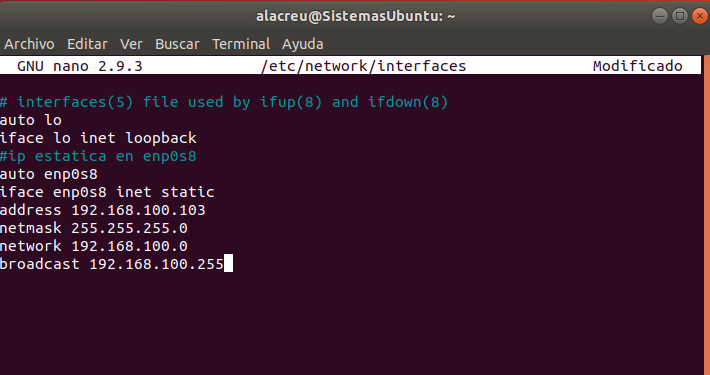 alacreu@SistemasUbuntu: ~
Archivo Editar Ver Buscar Terminal Ayuda
GNU nano 2.9.3 /etc/network/interfaces Modificado
# interfaces(5) file used by ifup(8) and ifdown(8)
auto lo
iface lo inet loopback
#ip estatica en enp0s8
auto enp0s8
iface enp0s8 inet static
address 192.168.100.103
netmask 255.255.255.0
network 192.168.100.0
broadcast 192.168.100.255